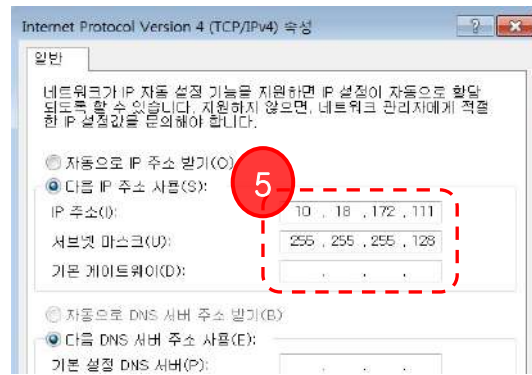 Internet Protocol Version 4 (TCP/IPv4) 속성
일반
네트워크가 IP 자동 설정 기능을 지원하면 IP 설정이 자동으로 할당
되도록 할 수 있습니다. 지원하지 않으면, 네트워크 관리자에게 적절
한 IP 설정값을 문의해야 합니다.
자동으로 IP 주소 받기(O)
다음 IP 주소 사용(S):
5
IP 주소(I): 10 . 18 . 172 . 111
서브넷 마스크(U): 255 . 255 . 255 . 128
기본 게이트웨이(D): . . .
자동으로 DNS 서버 주소 받기(B)
다음 DNS 서버 주소 사용(E):
기본 설정 DNS 서버(P): . . .